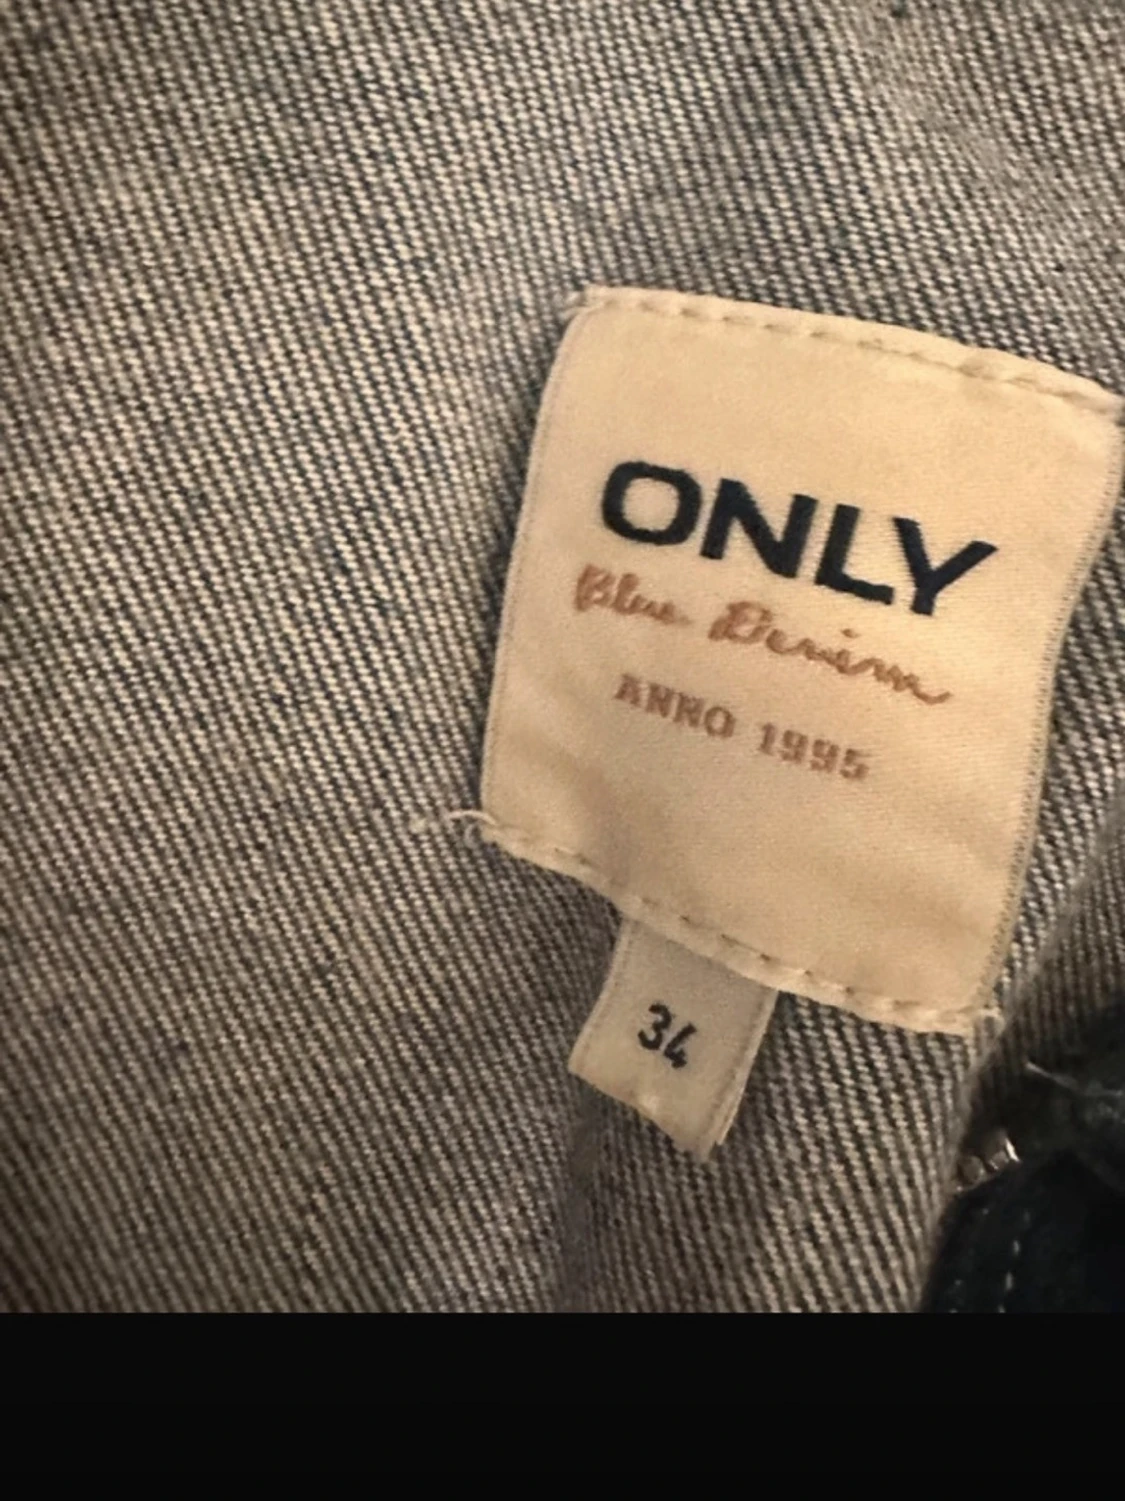 ONLY
Blue Denim
ANNO 1995
34